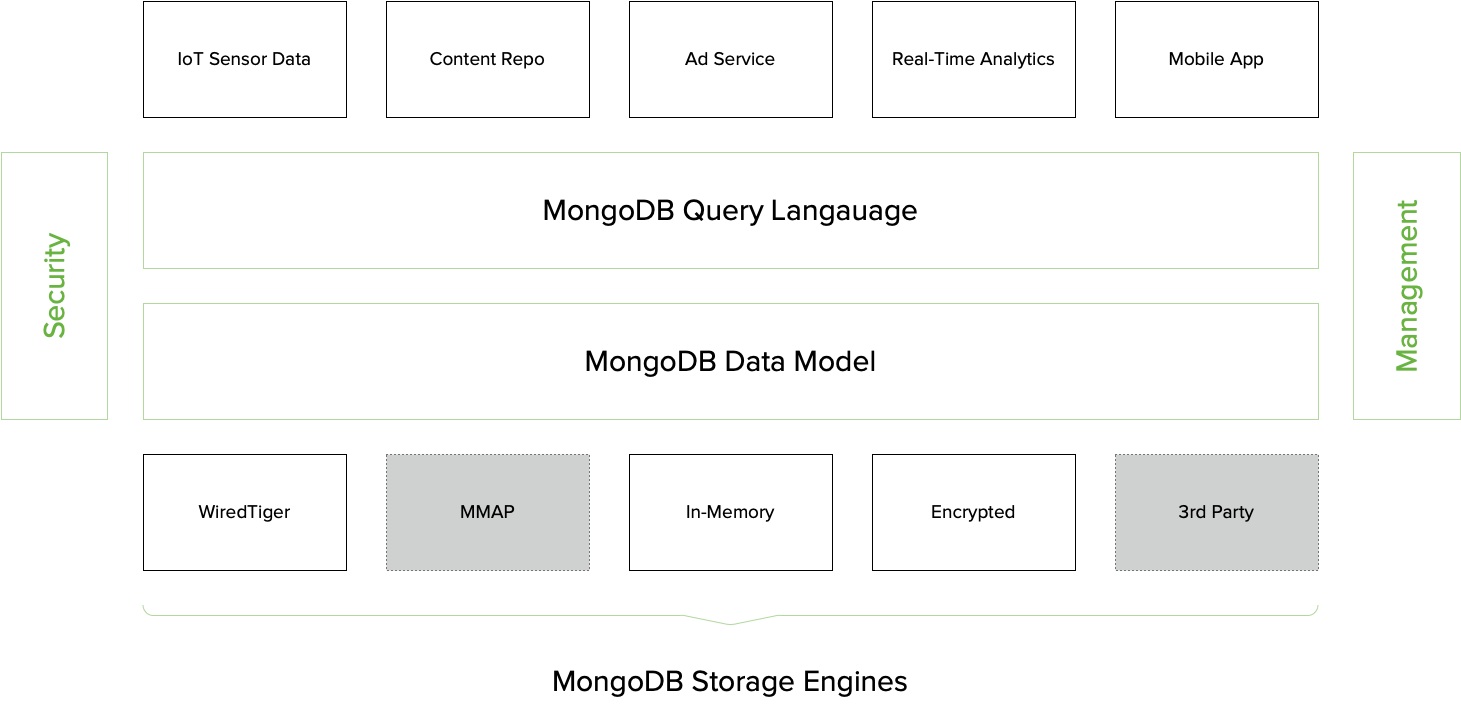 IoT Sensor Data
Content Repo
Ad Service
Real-Time Analytics
Mobile App
Security
MongoDB Query Langauage
Management
MongoDB Data Model
WiredTiger
MMAP
In-Memory
Encrypted
3rd Party
MongoDB Storage Engines